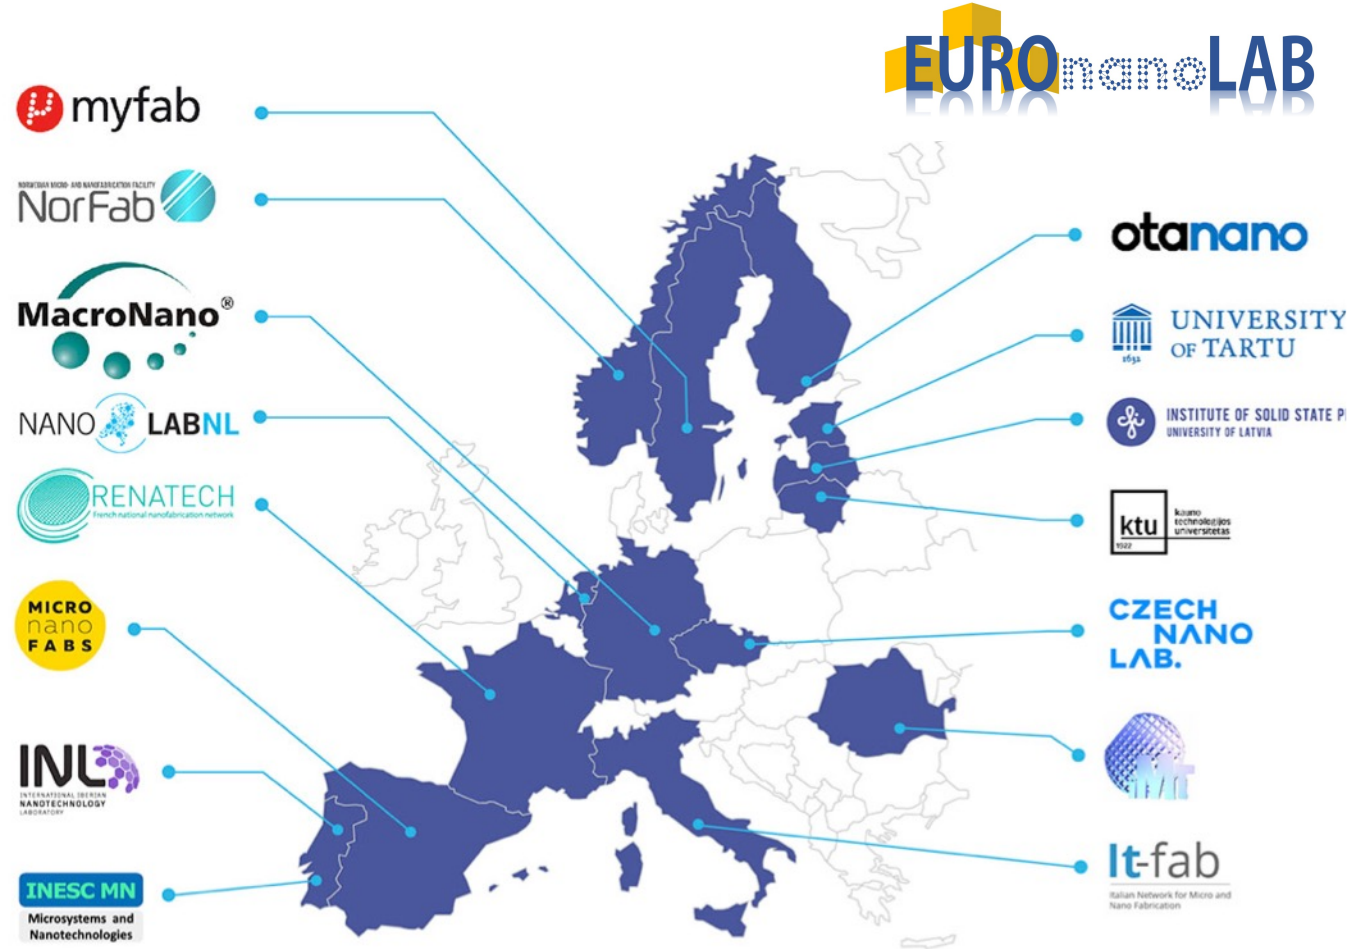 EUROnanoLAB
µ myfab
NORWEGIAN MICRO- AND NANOFABRICATION FACILITY
NorFab
MacroNano®
NANO LABNL
RENATECH
French national nanofabrication network
MICRO
nano
FABS
INL
INTERNATIONAL IBERIAN
NANOTECHNOLOGY
LABORATORY
INESC MN
Microsystems and
Nanotechnologies
otanano
UNIVERSITY
OF TARTU
1632
INSTITUTE OF SOLID STATE
UNIVERSITY OF LATVIA
ktu
1922
kauno
technologijos
universitetas
CZECH
NANO
LAB.
It-fab
Italian Network for Micro and
Nano Fabrication